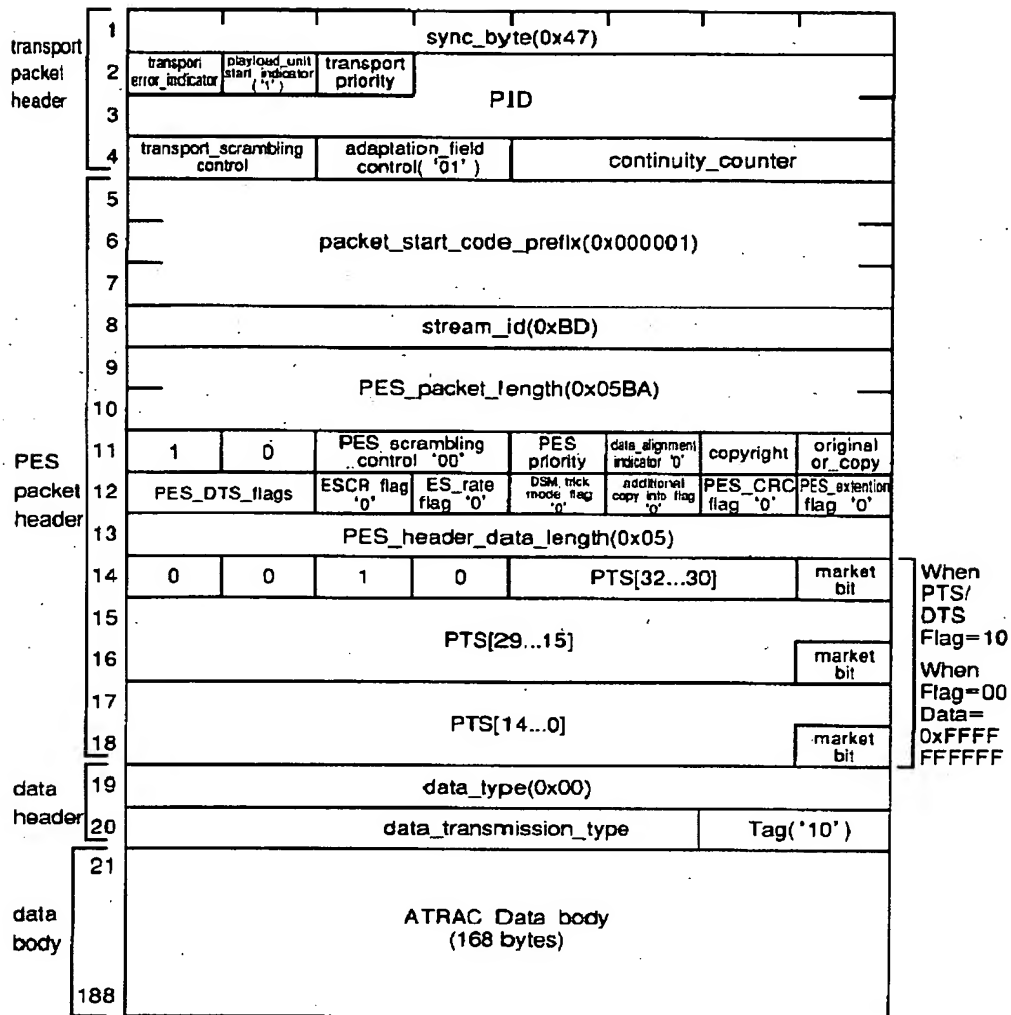 transport
packet
header
1
sync_byte(0x47)
2
transport
error_indicator
playload_unit
start_indicator
('1')
transport
priority
3
PID
4
transport_scrambling
control
adaptation_field
control( '01' )
continuity_counter
PES
packet
header
5
6
packet_start_code_prefix(0x000001)
7
8
stream_id(0xBD)
9
PES_packet_length(0x05BA)
10
11
1
0
PES_scrambling
control '00'
PES
priority
data_alignment
indicator '0'
copyright
original
or_copy
12
PES_DTS_flags
ESCR flag
'0'
ES_rate
flag '0'
DSM_trick
mode flag
'0'
additional
copy into flag
'0'
PES_CRC
flag '0'
PES_extention
flag '0'
13
PES_header_data_length(0x05)
14
0
0
1
0
PTS[32...30]
market
bit
15
PTS[29...15]
16
market
bit
17
PTS[14...0]
18
market
bit
When
PTS/
DTS
Flag=10
When
Flag=00
Data=
0xFFFF
FFFFFF
data
header
19
data_type(0x00)
20
data_transmission_type
Tag('10')
data
body
21
ATRAC Data body
(168 bytes)
188